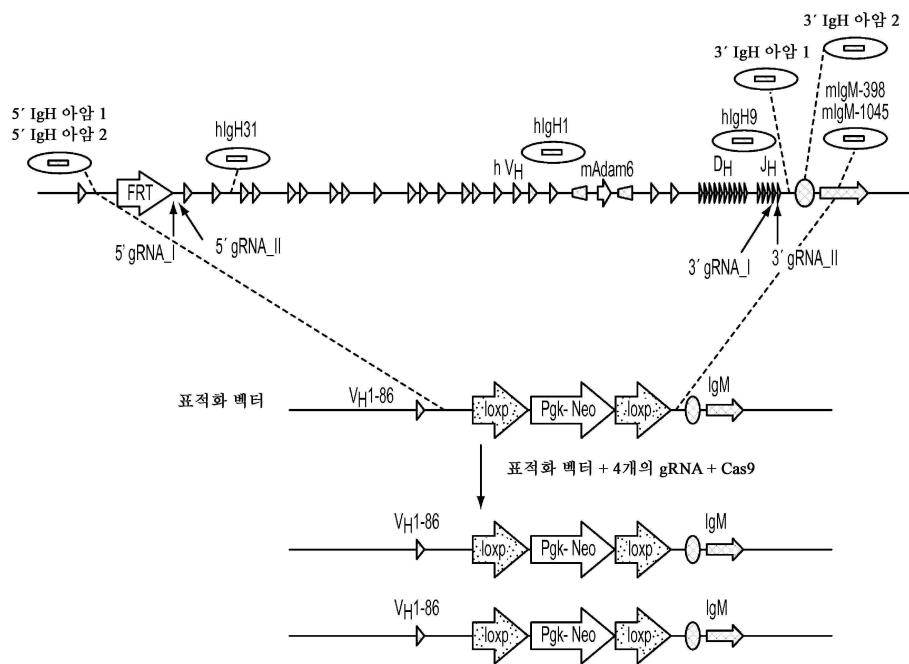 3´ IgH 아암 1
3´ IgH 아암 2
5´ IgH 아암 1
5´ IgH 아암 2
hIgH31
hIgH1
hIgH9
mIgM-398
mIgM-1045
FRT
h VH
mAdam6
DH
JH
5' gRNA_I
5´ gRNA_II
3´ gRNA_I
3´ gRNA_II
표적화 벡터
VH1-86
loxp
Pgk- Neo
loxp
IgM
표적화 벡터 + 4개의 gRNA + Cas9
VH1-86
loxp
Pgk- Neo
loxp
IgM
VH1-86
loxp
Pgk- Neo
loxp
IgM